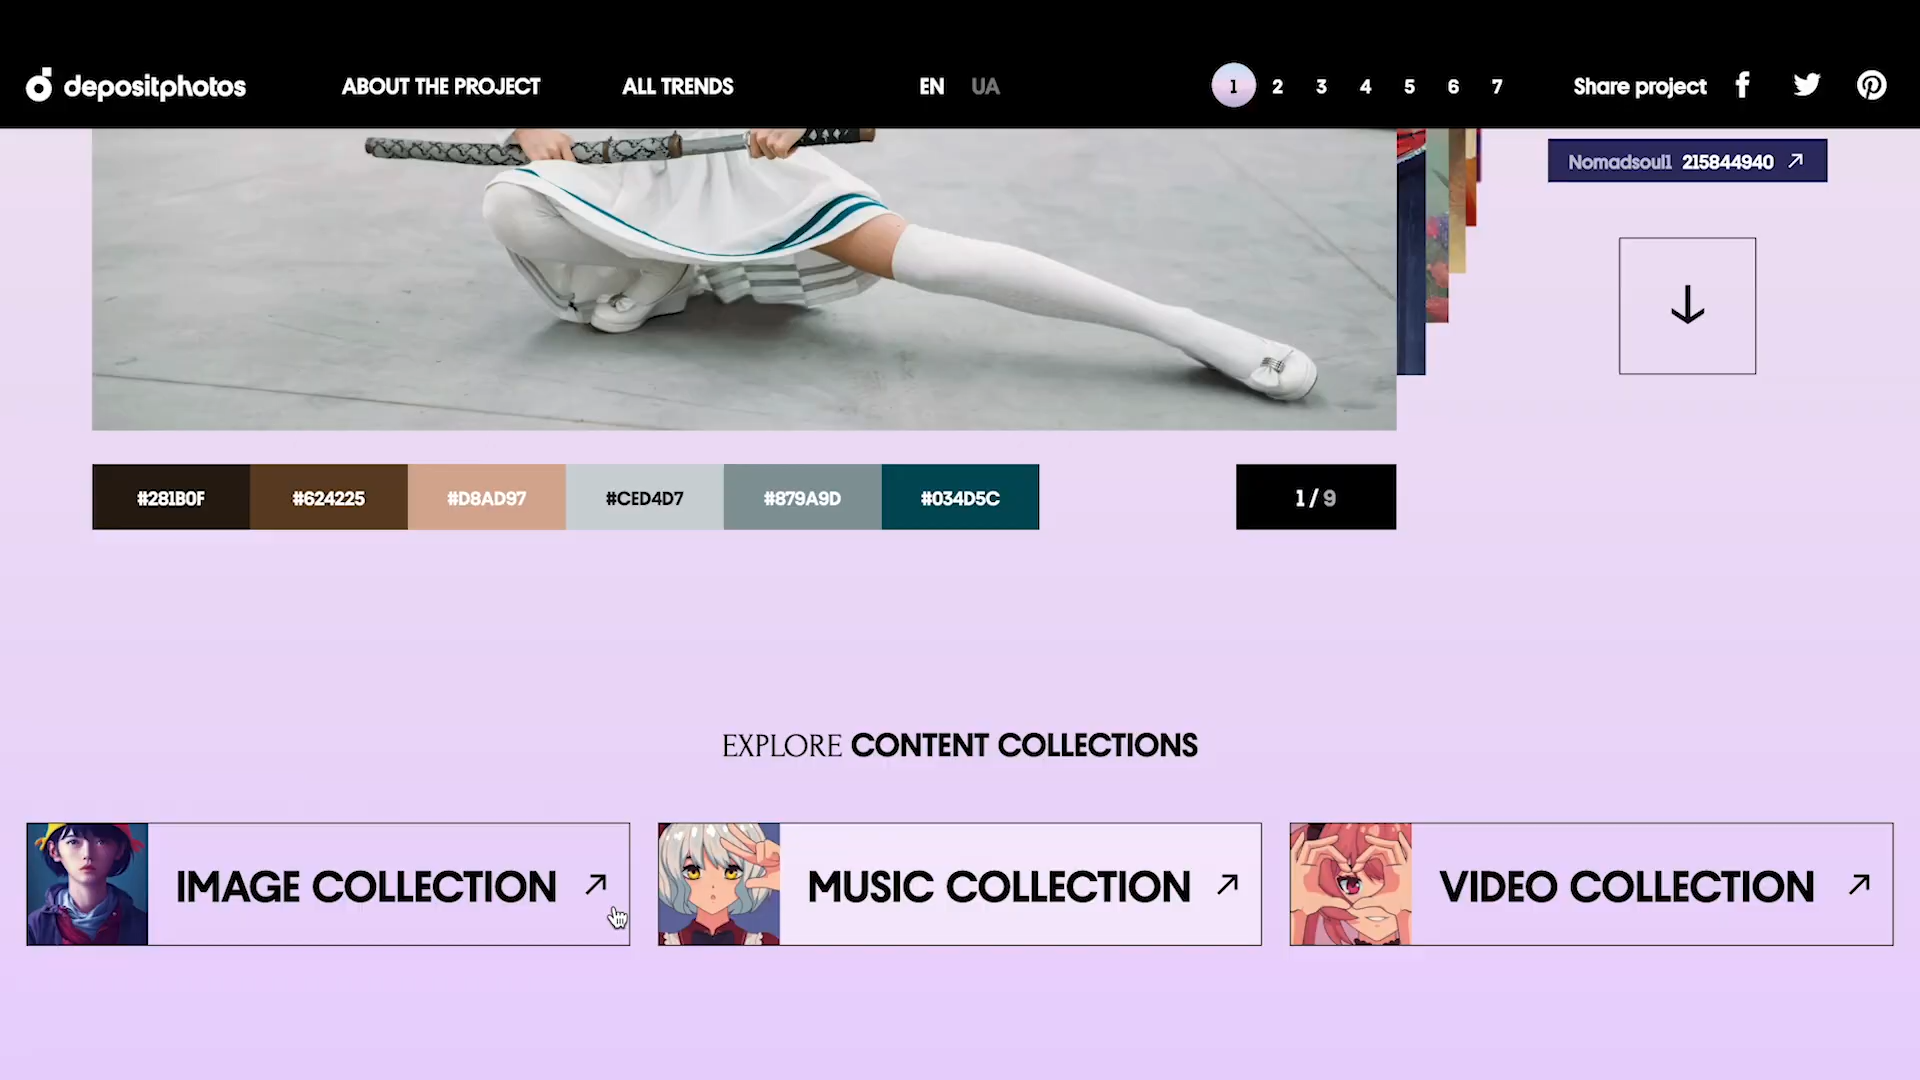 depositphotos ABOUT THE PROJECT ALL TRENDS EN UA 1 2 3 4 5 6 7 Share project
Nomadsoul1 215844940
#281B0F #624225 #D8AD97 #CED4D7 #879A9D #034D5C 1 / 9
EXPLORE CONTENT COLLECTIONS
IMAGE COLLECTION MUSIC COLLECTION VIDEO COLLECTION